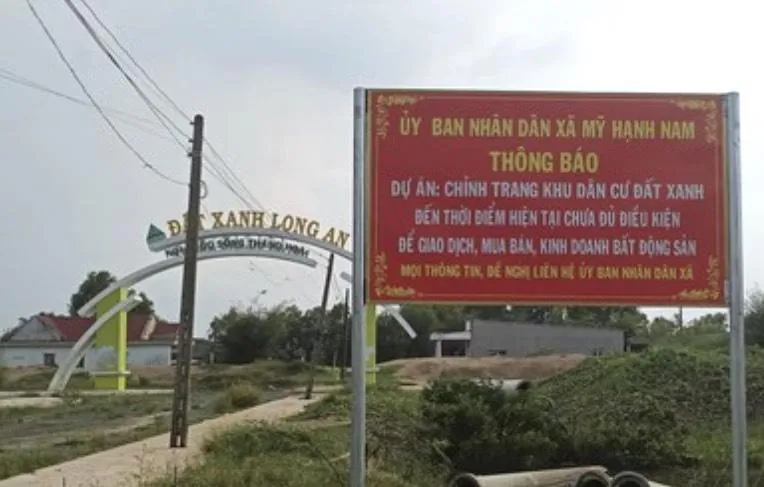 ỦY BAN NHÂN DÂN XÃ MỸ HẠNH NAM
THÔNG BÁO
DỰ ÁN: CHỈNH TRANG KHU DÂN CƯ ĐẤT XANH
ĐẾN THỜI ĐIỂM HIỆN TẠI CHƯA ĐỦ ĐIỀU KIỆN
ĐỂ GIAO DỊCH, MUA BÁN, KINH DOANH BẤT ĐỘNG SẢN
MỌI THÔNG TIN, ĐỀ NGHỊ LIÊN HỆ ỦY BAN NHÂN DÂN XÃ
ĐẤT XANH LONG AN
SỐNG